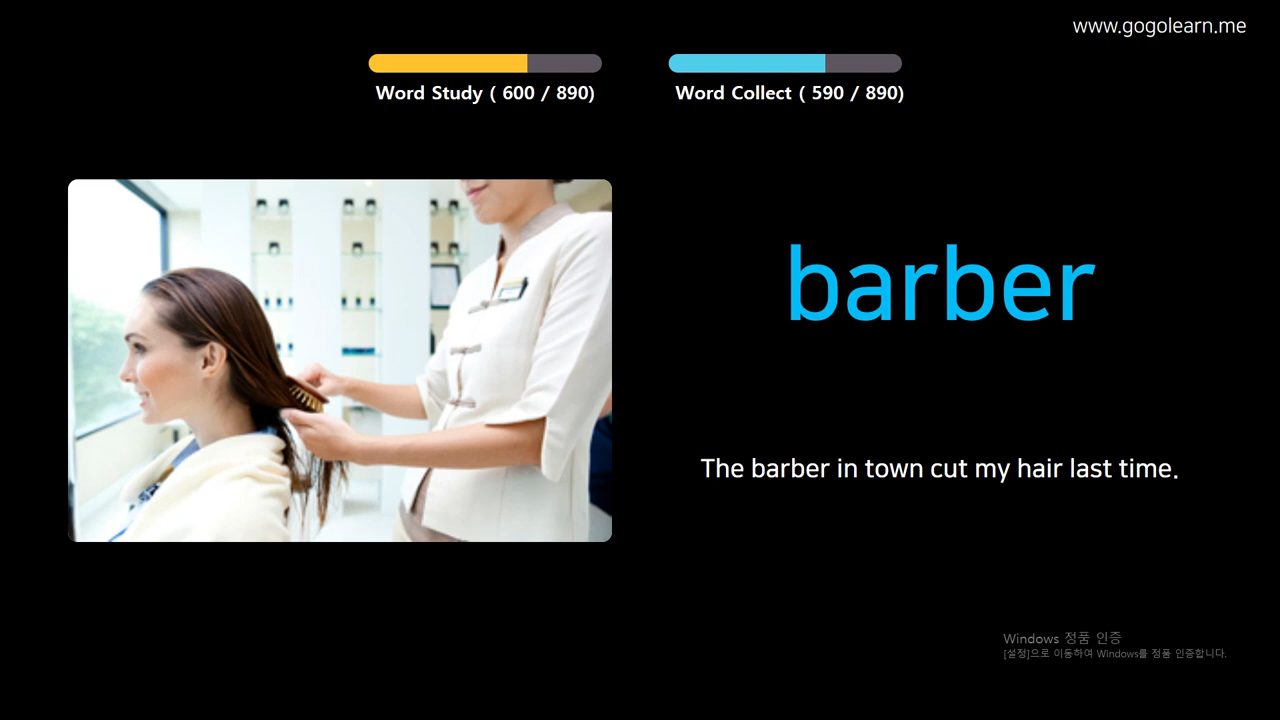 www.gogolearn.me
Word Study ( 600 / 890)
Word Collect ( 590 / 890)
barber
The barber in town cut my hair last time.
Windows 정품 인증
[설정]으로 이동하여 Windows를 정품 인증합니다.